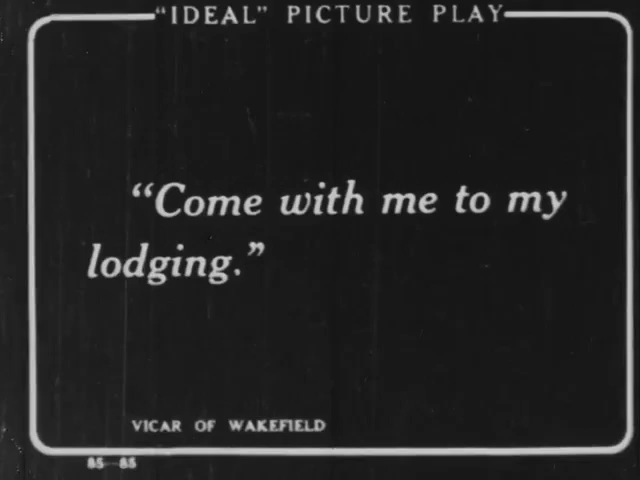 "IDEAL" PICTURE PLAY
"Come with me to my
lodging."
VICAR OF WAKEFIELD
85 85